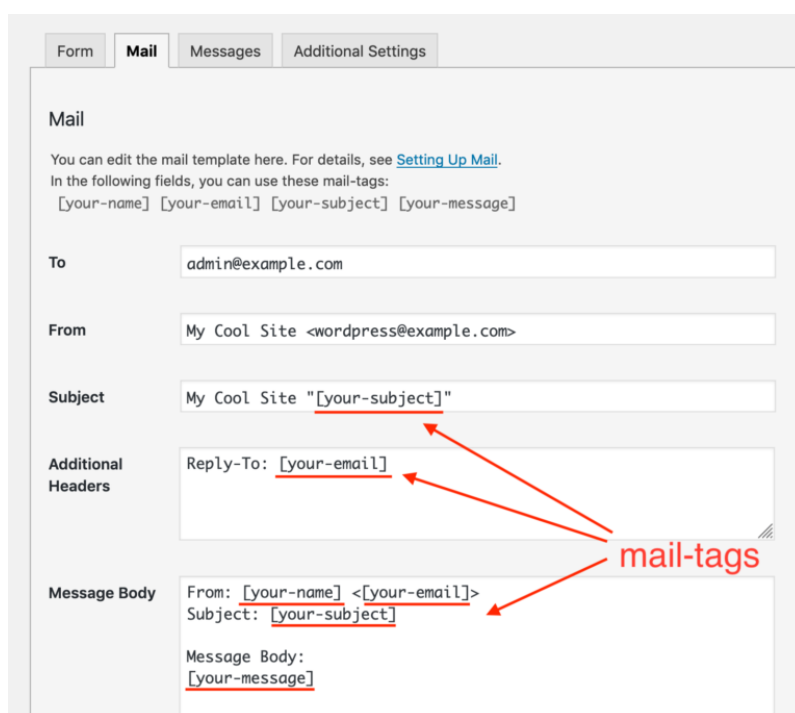 Form Mail Messages Additional Settings
Mail
You can edit the mail template here. For details, see Setting Up Mail.
In the following fields, you can use these mail-tags:
[your-name] [your-email] [your-subject] [your-message]
To admin@example.com
From My Cool Site <wordpress@example.com>
Subject My Cool Site "[your-subject]"
Additional Reply-To: [your-email]
Headers
mail-tags
Message Body From: [your-name] <[your-email]>
Subject: [your-subject]
Message Body:
[your-message]